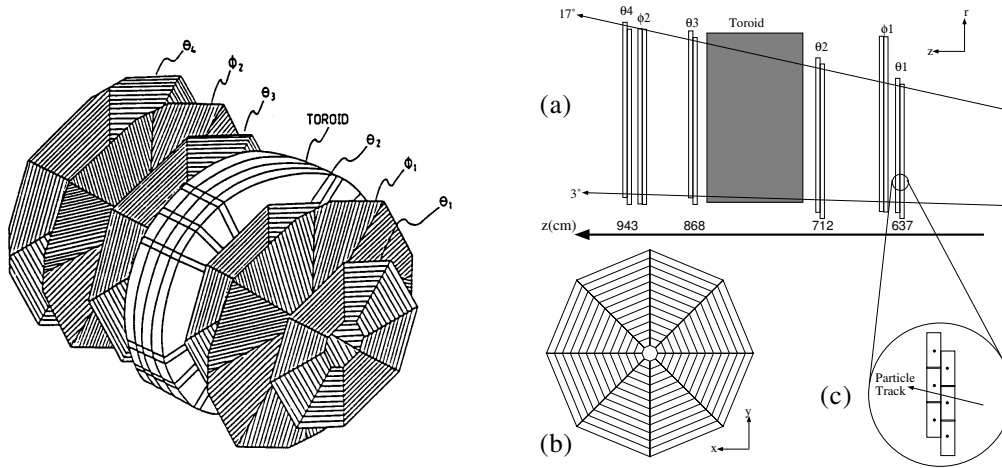 θ4
ϕ2
θ3
TOROID
θ2
ϕ1
θ1
(a)
17°
θ4
ϕ2
θ3
Toroid
θ2
ϕ1
θ1
r
z
3°
z(cm)
943
868
712
637
(b)
y
x
(c)
Particle
Track